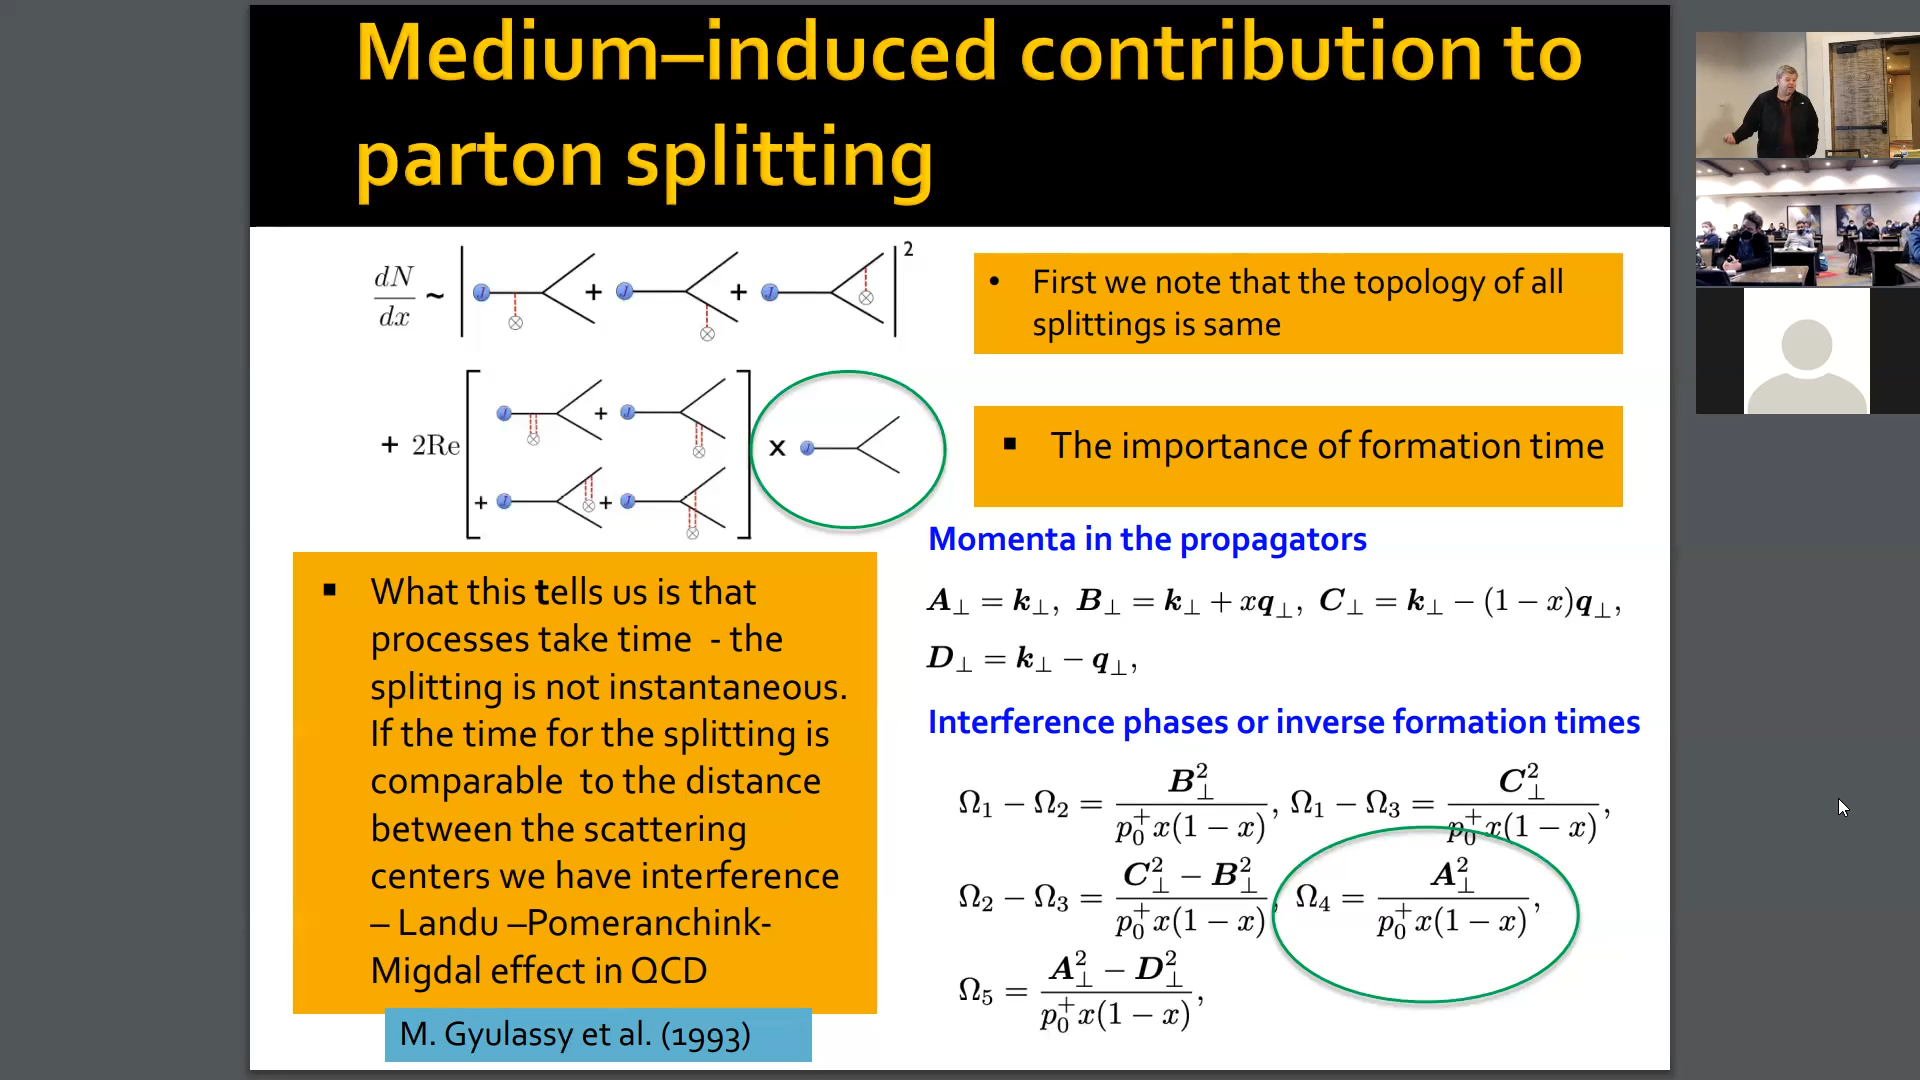 Medium–induced contribution to
parton splitting
dN/dx ~ | J + J + J |²
+ 2Re [ J + J + J + J ] x J
• First we note that the topology of all
splittings is same
▪ The importance of formation time
Momenta in the propagators
A⊥ = k⊥, B⊥ = k⊥ + xq⊥, C⊥ = k⊥ − (1 − x)q⊥,
D⊥ = k⊥ − q⊥,
Interference phases or inverse formation times
Ω₁ − Ω₂ = B⊥²/(p₀⁺x(1 − x)), Ω₁ − Ω₃ = C⊥²/(p₀⁺x(1 − x)),
Ω₂ − Ω₃ = (C⊥² − B⊥²)/(p₀⁺x(1 − x)), Ω₄ = A⊥²/(p₀⁺x(1 − x)),
Ω₅ = (A⊥² − D⊥²)/(p₀⁺x(1 − x)),
▪ What this tells us is that
processes take time - the
splitting is not instantaneous.
If the time for the splitting is
comparable to the distance
between the scattering
centers we have interference
– Landu –Pomeranchink-
Migdal effect in QCD
M. Gyulassy et al. (1993)